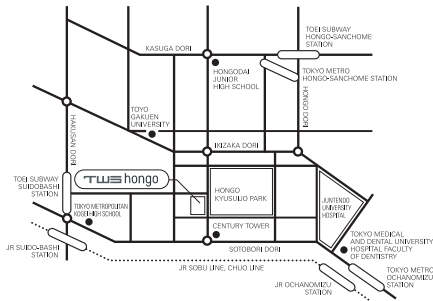 TOEI SUBWAY
HONGO-SANCHOME
STATION
KASUGA DORI
HONGODAI
JUNIOR
HIGH SCHOOL
TOKYO METRO
HONGO-SANCHOME STATION
TOYO
GAKUEN
UNIVERSITY
HAKUSAN DORI
HONGO DORI
IKIZAKA DORI
TOEI SUBWAY
SUIDOBASHI
STATION
TWS hongo
HONGO
KYUSUIJO PARK
JUNTENDO
UNIVERSITY
HOSPITAL
TOKYO METROPOLITAN
KOGEI HIGH SCHOOL
CENTURY TOWER
SOTOBORI DORI
TOKYO MEDICAL
AND DENTAL UNIVERSITY
HOSPITAL FACULTY
OF DENTISTRY
JR SUIDO-BASHI
STATION
JR SOBU LINE, CHUO LINE
JR OCHANOMIZU
STATION
TOKYO METRO
OCHANOMIZU
STATION